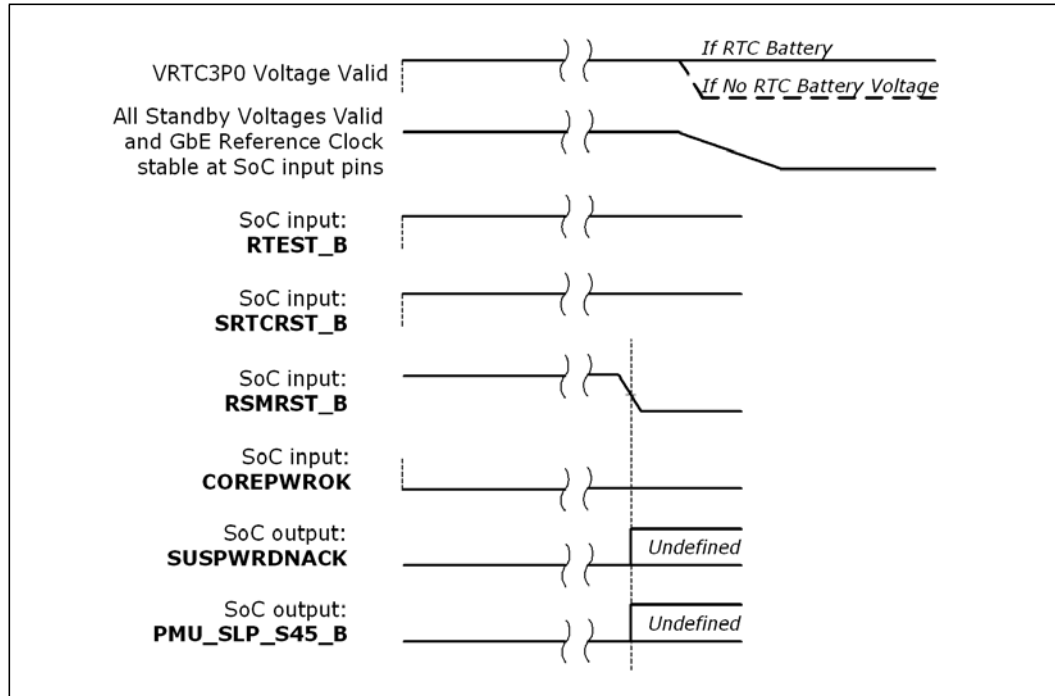 If RTC Battery
VRTC3P0 Voltage Valid
If No RTC Battery Voltage
All Standby Voltages Valid
and GbE Reference Clock
stable at SoC input pins
SoC input:
RTEST_B
SoC input:
SRTCRST_B
SoC input:
RSMRST_B
SoC input:
COREPWROK
SoC output:
SUSPWRDNACK
Undefined
SoC output:
PMU_SLP_S45_B
Undefined